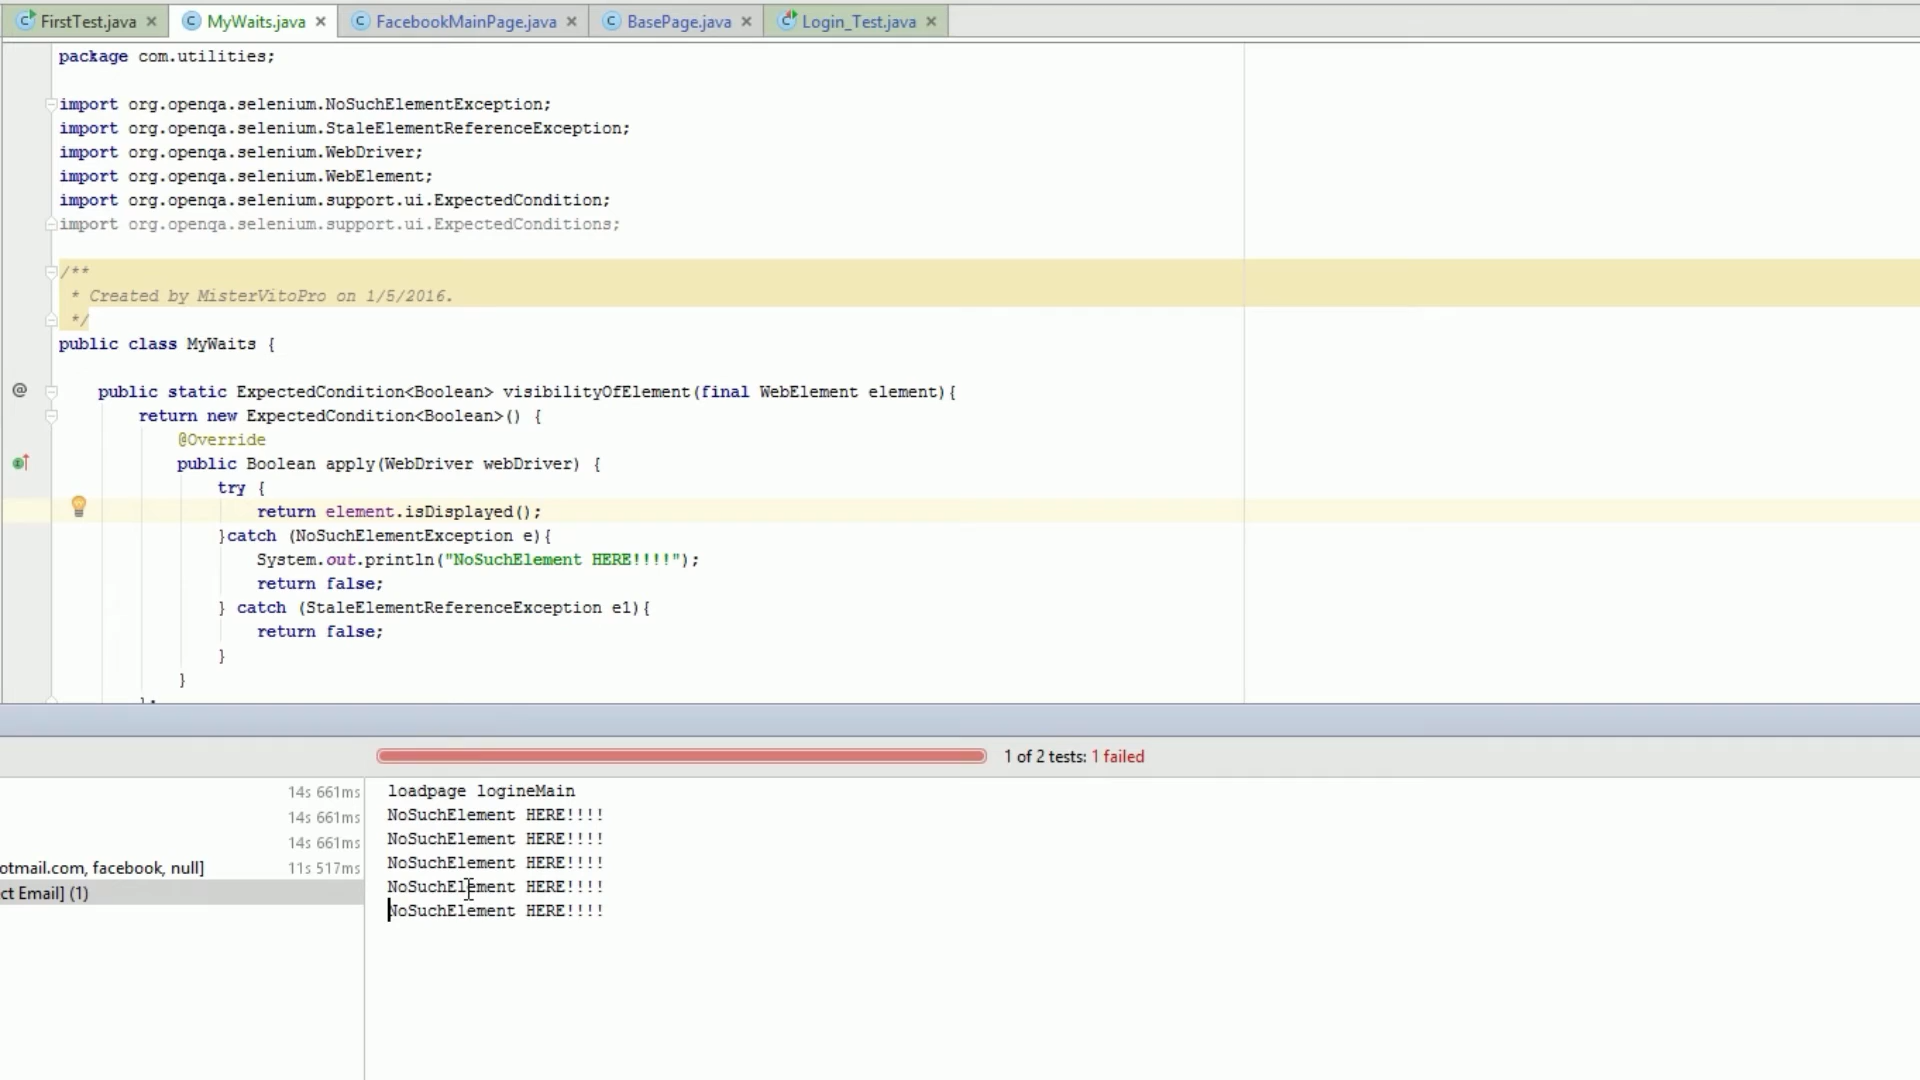 FirstTest.java MyWaits.java FacebookMainPage.java BasePage.java Login_Test.java
package com.utilities;
import org.openqa.selenium.NoSuchElementException;
import org.openqa.selenium.StaleElementReferenceException;
import org.openqa.selenium.WebDriver;
import org.openqa.selenium.WebElement;
import org.openqa.selenium.support.ui.ExpectedCondition;
import org.openqa.selenium.support.ui.ExpectedConditions;
/**
* Created by MisterVitoPro on 1/5/2016.
*/
public class MyWaits {
public static ExpectedCondition<Boolean> visibilityOfElement(final WebElement element){
return new ExpectedCondition<Boolean>() {
@Override
public Boolean apply(WebDriver webDriver) {
try {
return element.isDisplayed();
}catch (NoSuchElementException e){
System.out.println("NoSuchElement HERE!!!!");
return false;
} catch (StaleElementReferenceException e1){
return false;
}
}
};
1 of 2 tests: 1 failed
14s 661ms
14s 661ms
14s 661ms
otmail.com, facebook, null] 11s 517ms
ct Email] (1)
loadpage logineMain
NoSuchElement HERE!!!!
NoSuchElement HERE!!!!
NoSuchElement HERE!!!!
NoSuchElement HERE!!!!
NoSuchElement HERE!!!!